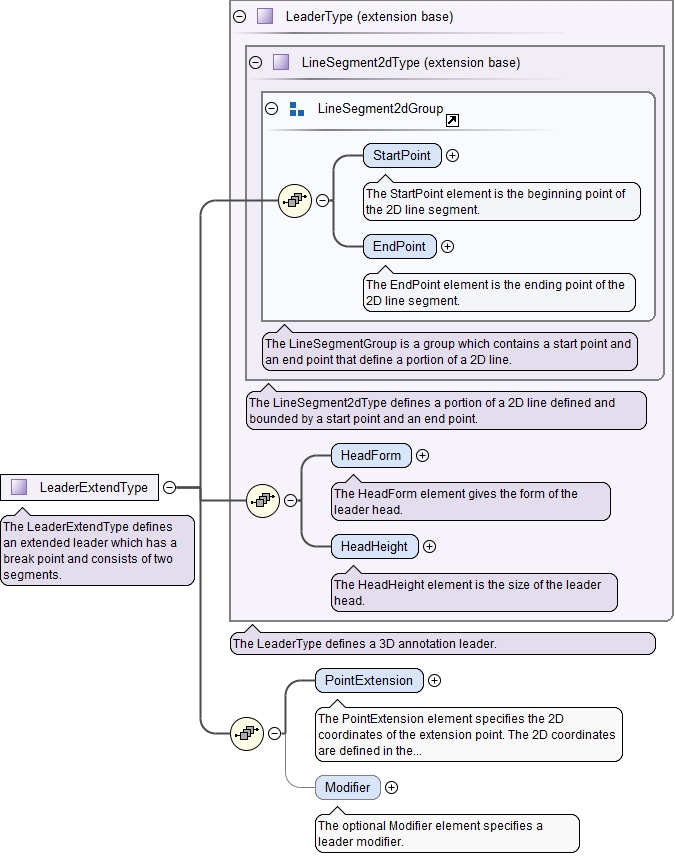 LeaderType (extension base)
LineSegment2dType (extension base)
LineSegment2dGroup
StartPoint
The StartPoint element is the beginning point of
the 2D line segment.
EndPoint
The EndPoint element is the ending point of the
2D line segment.
The LineSegmentGroup is a group which contains a start point and
an end point that define a portion of a 2D line.
The LineSegment2dType defines a portion of a 2D line defined and
bounded by a start point and an end point.
HeadForm
The HeadForm element gives the form of the
leader head.
HeadHeight
The HeadHeight element is the size of the leader
head.
LeaderExtendType
The LeaderExtendType defines
an extended leader which has a
break point and consists of two
segments.
The LeaderType defines a 3D annotation leader.
PointExtension
The PointExtension element specifies the 2D
coordinates of the extension point. The 2D coordinates
are defined in the...
Modifier
The optional Modifier element specifies a
leader modifier.